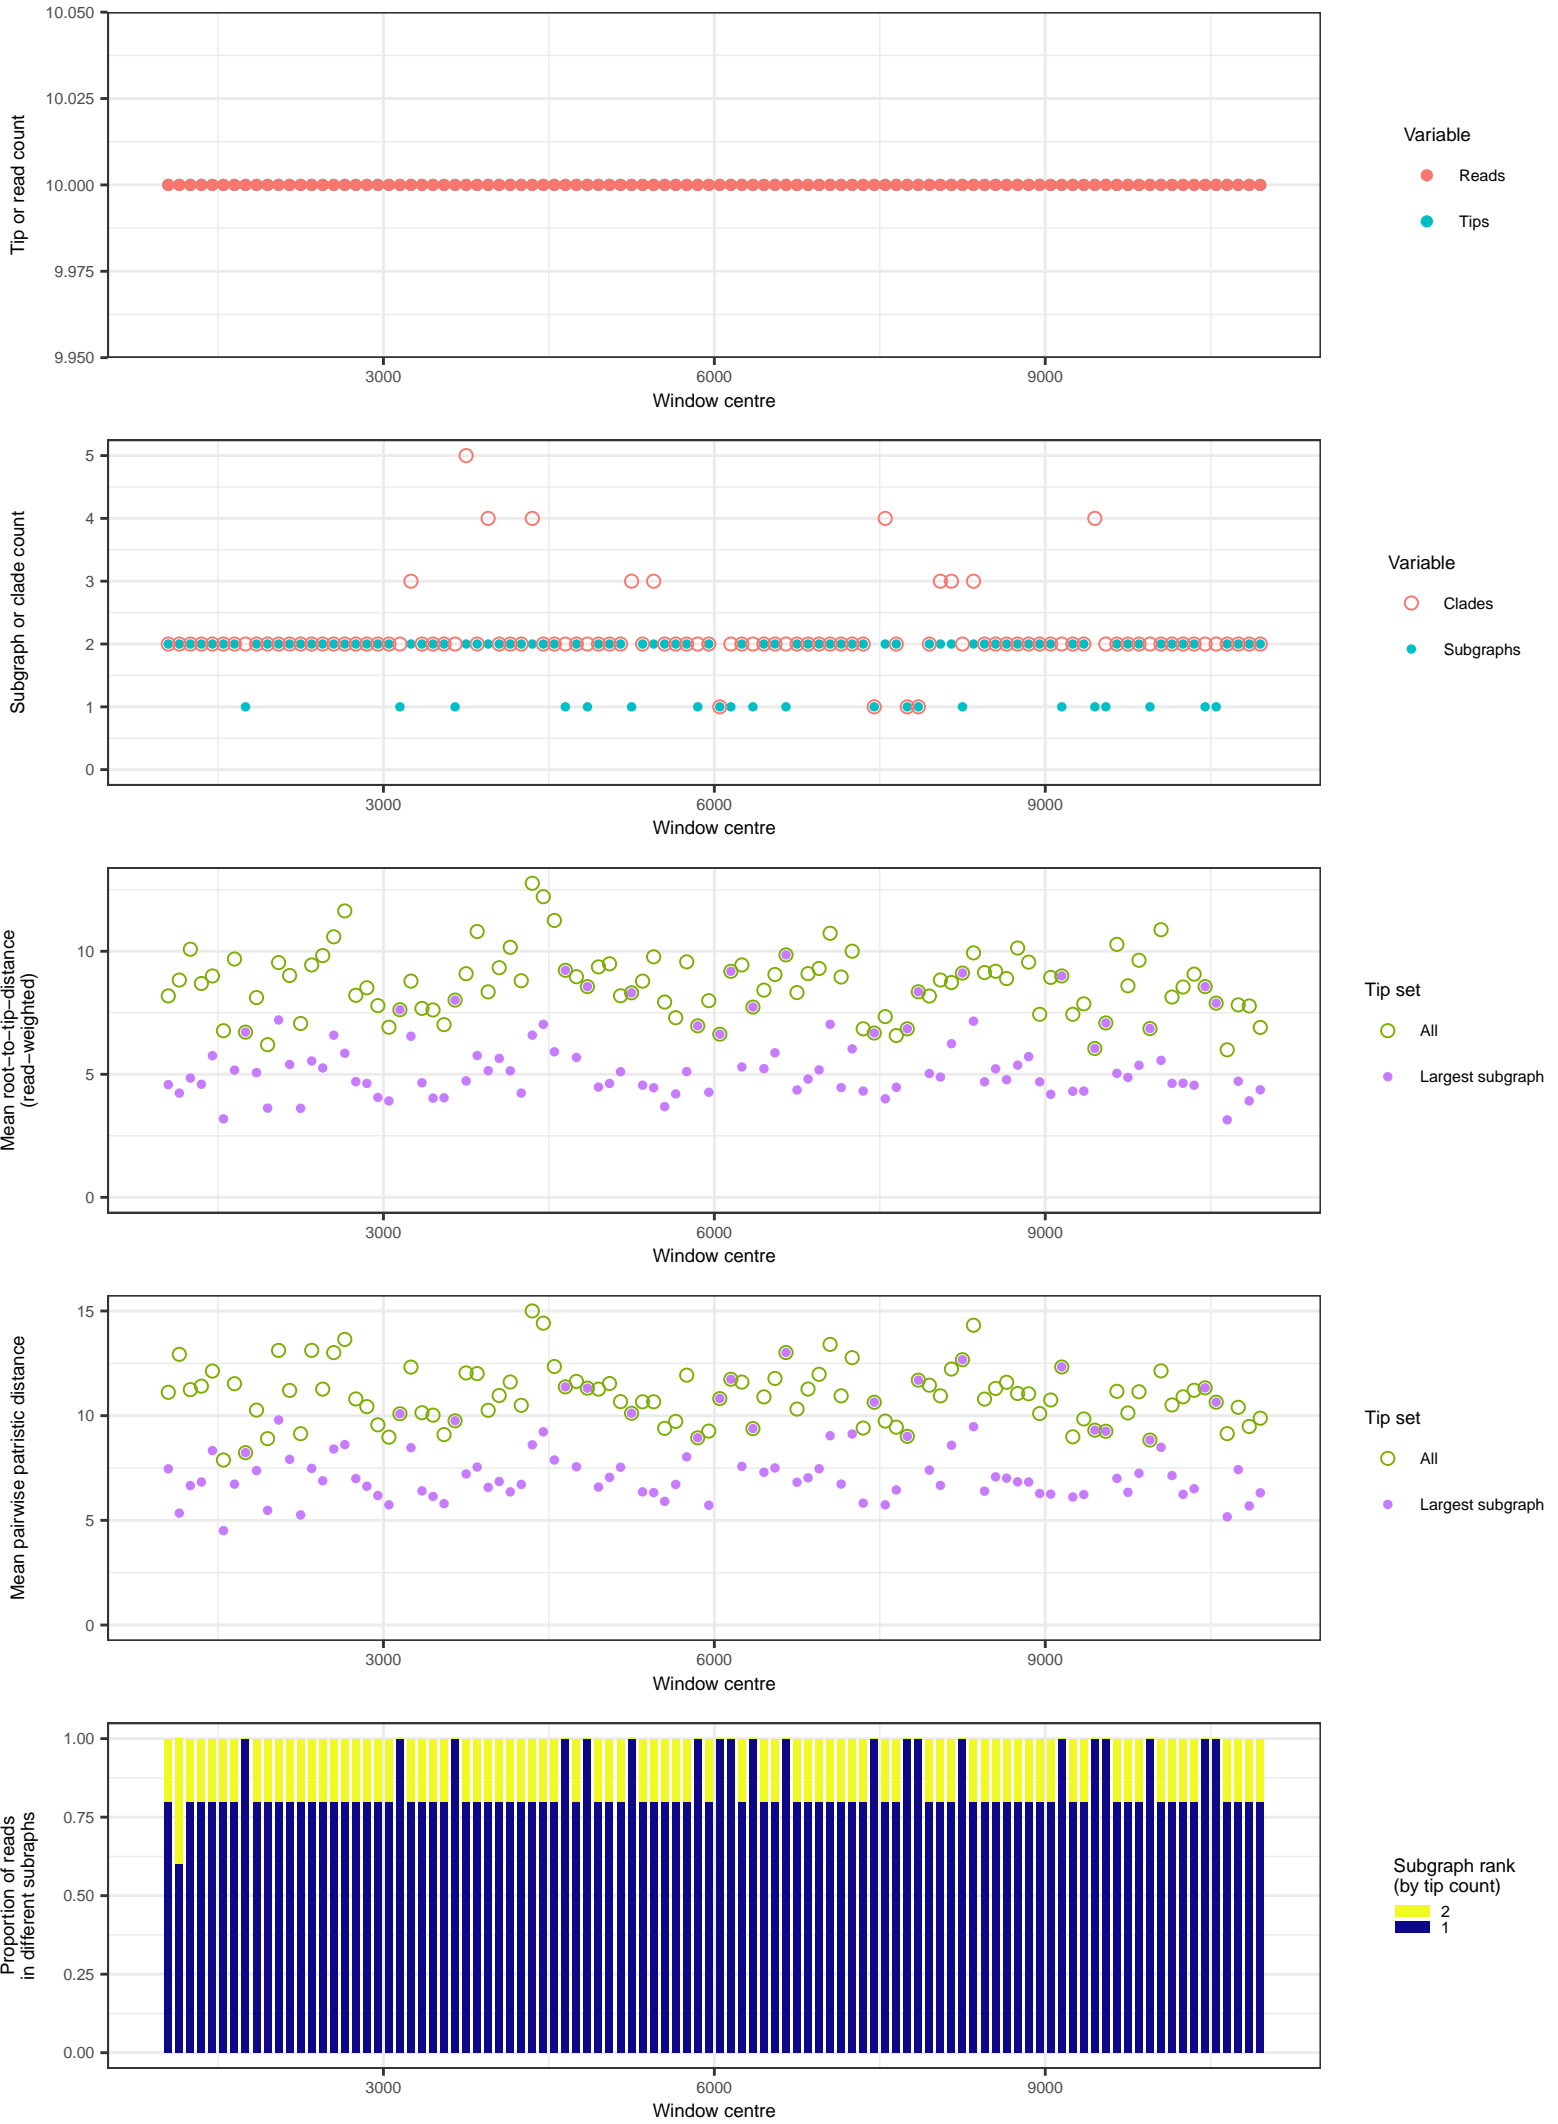 10.050
10.025
10.000
9.975
9.950
Tip or read count
3000 6000 9000
Window centre
Variable
Reads
Tips
5
4
3
2
1
0
Subgraph or clade count
3000 6000 9000
Window centre
Variable
Clades
Subgraphs
10
5
0
Mean root−to−tip−distance
(read−weighted)
3000 6000 9000
Window centre
Tip set
All
Largest subgraph
15
10
5
0
Mean pairwise patristic distance
3000 6000 9000
Window centre
Tip set
All
Largest subgraph
1.00
0.75
0.50
0.25
0.00
Proportion of reads
in different subraphs
3000 6000 9000
Window centre
Subgraph rank
(by tip count)
2
1